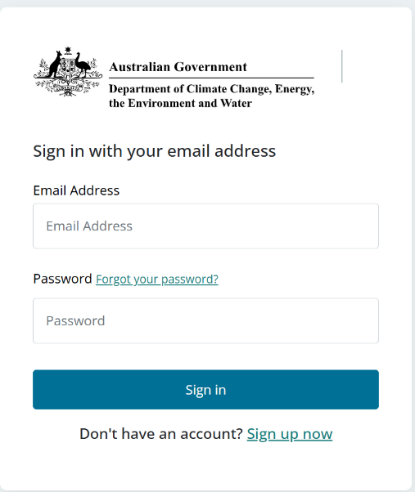 Australian Government
Department of Climate Change, Energy,
the Environment and Water
Sign in with your email address
Email Address
Email Address
Password Forgot your password?
Password
Sign in
Don't have an account? Sign up now